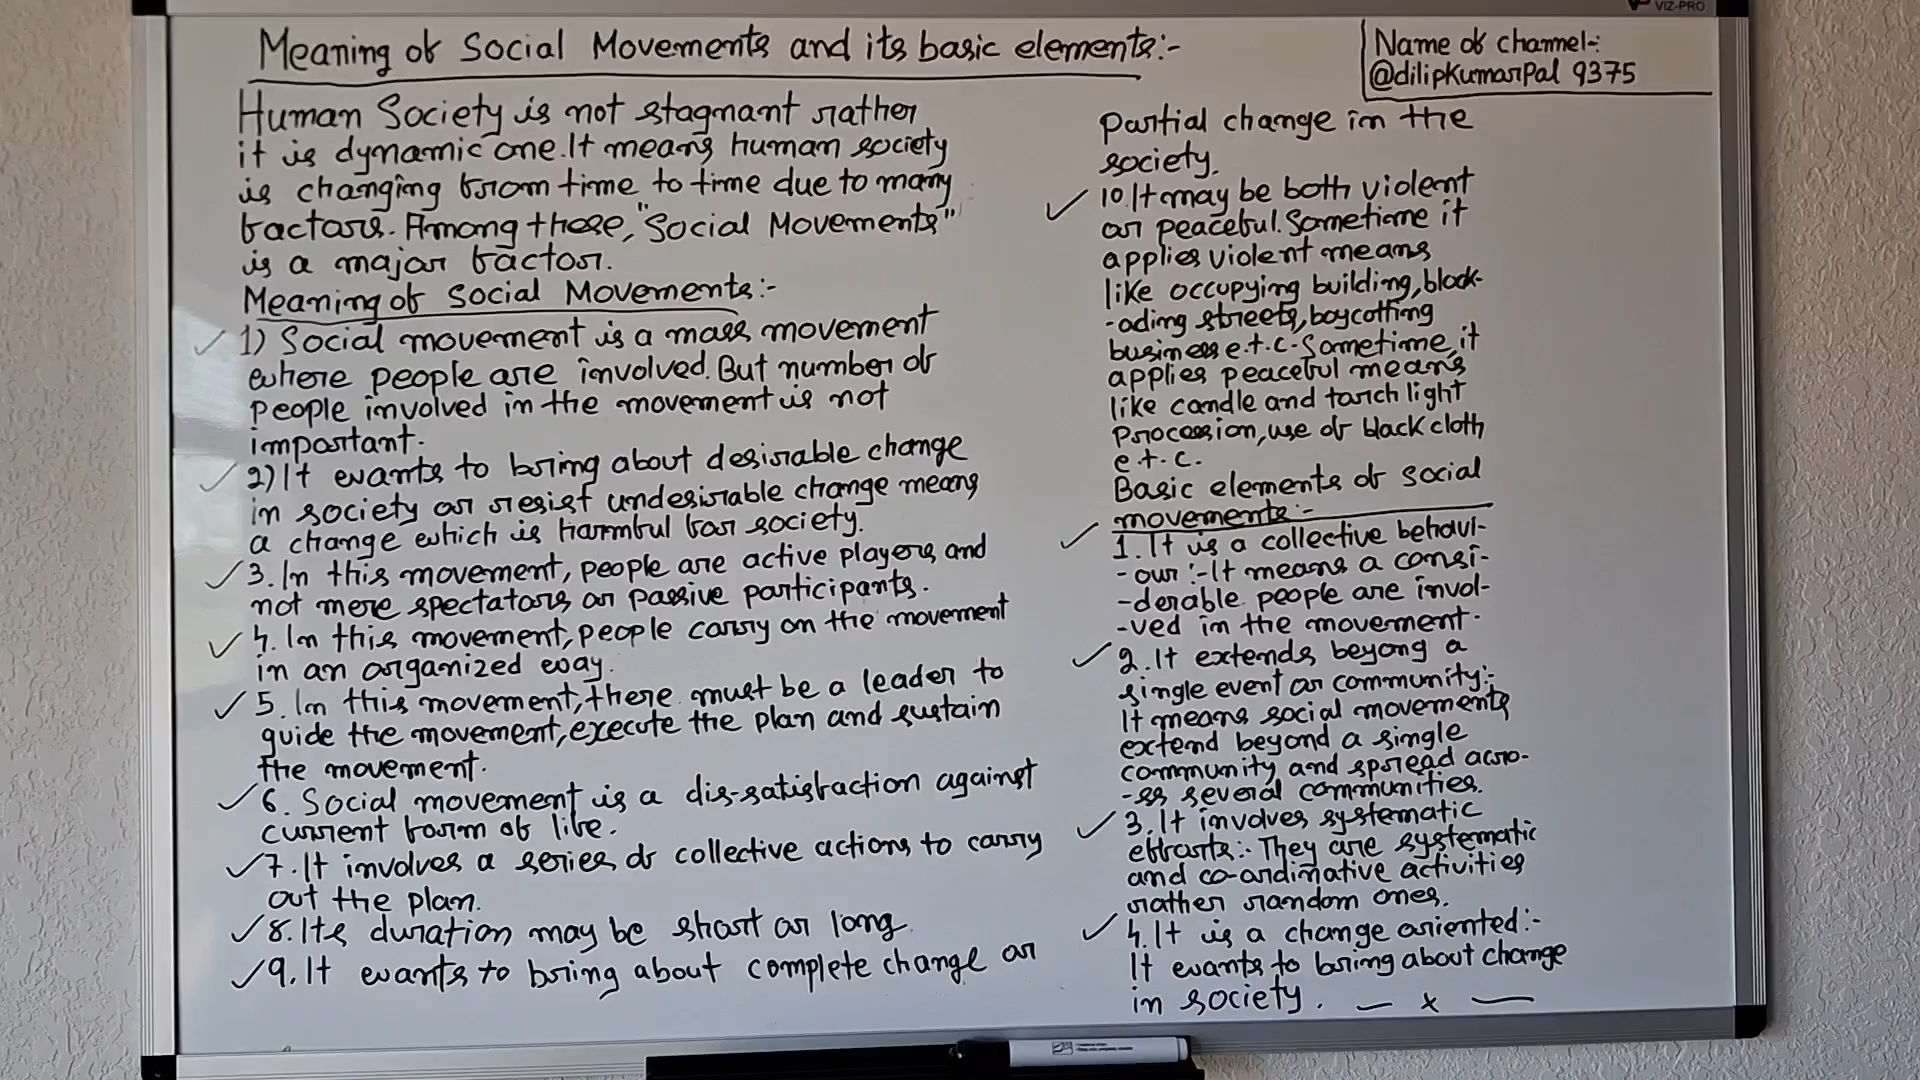 VIZ-PRO
Meaning of Social Movements and its basic elements:-
Name of channel-:
@dilipkumarpal 9375
Human Society is not stagnant rather
it is dynamic one.It means human society
is changing from time to time due to many
factors. Among these, "Social Movements"
is a major factor.
Meaning of Social Movements:-
1) Social movement is a mass movement
where people are involved. But number of
people involved in the movement is not
important.
2) It wants to bring about desirable change
in society or resist undesirable change means
a change which is harmful for society.
3. In this movement, people are active players and
not mere spectators or passive participants.
4. In this movement, people carry on the movement
in an organized way.
5. In this movement, there must be a leader to
guide the movement, execute the plan and sustain
the movement.
6. Social movement is a dis-satisfaction against
current form of life.
7. It involves a series of collective actions to carry
out the plan.
8. Its duration may be short or long.
9. It wants to bring about complete change or
partial change in the
society.
10. It may be both violent
or peaceful. Sometime it
applies violent means
like occupying building, block-
-ading streets, boycotting
business e.t.c. Sometime, it
applies peaceful means
like candle and torch light
procession, use of black cloth
e.t.c.
Basic elements of social
movements:-
1. It is a collective behavi-
-our:-It means a consi-
-derable people are invol-
-ved in the movement.
2. It extends beyong a
single event or community:-
It means social movements
extend beyond a single
community and spread acro-
-ss several communities.
3. It involves systematic
efforts:- They are systermatic
and co-ordinative activities
rather random ones.
4. It is a change oriented:-
It wants to bring about change
in society. — x —